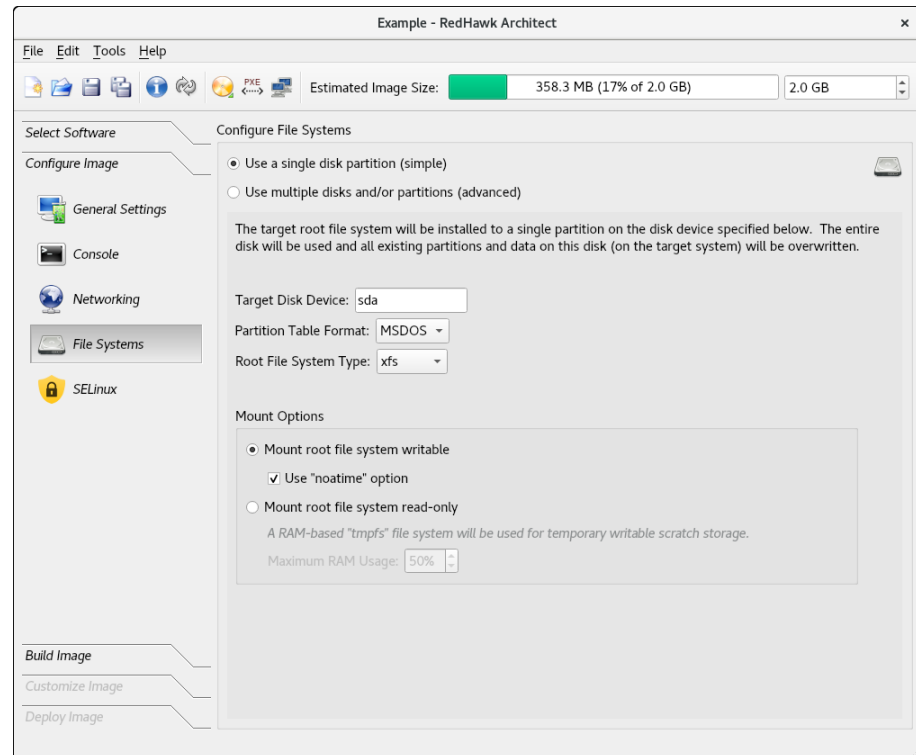 Example - RedHawk Architect
File Edit Tools Help
PXE
Estimated Image Size: 358.3 MB (17% of 2.0 GB) 2.0 GB
Select Software
Configure Image
General Settings
Console
Networking
File Systems
SELinux
Build Image
Customize Image
Deploy Image
Configure File Systems
Use a single disk partition (simple)
Use multiple disks and/or partitions (advanced)
The target root file system will be installed to a single partition on the disk device specified below. The entire
disk will be used and all existing partitions and data on this disk (on the target system) will be overwritten.
Target Disk Device: sda
Partition Table Format: MSDOS
Root File System Type: xfs
Mount Options
Mount root file system writable
Use "noatime" option
Mount root file system read-only
A RAM-based "tmpfs" file system will be used for temporary writable scratch storage.
Maximum RAM Usage: 50%